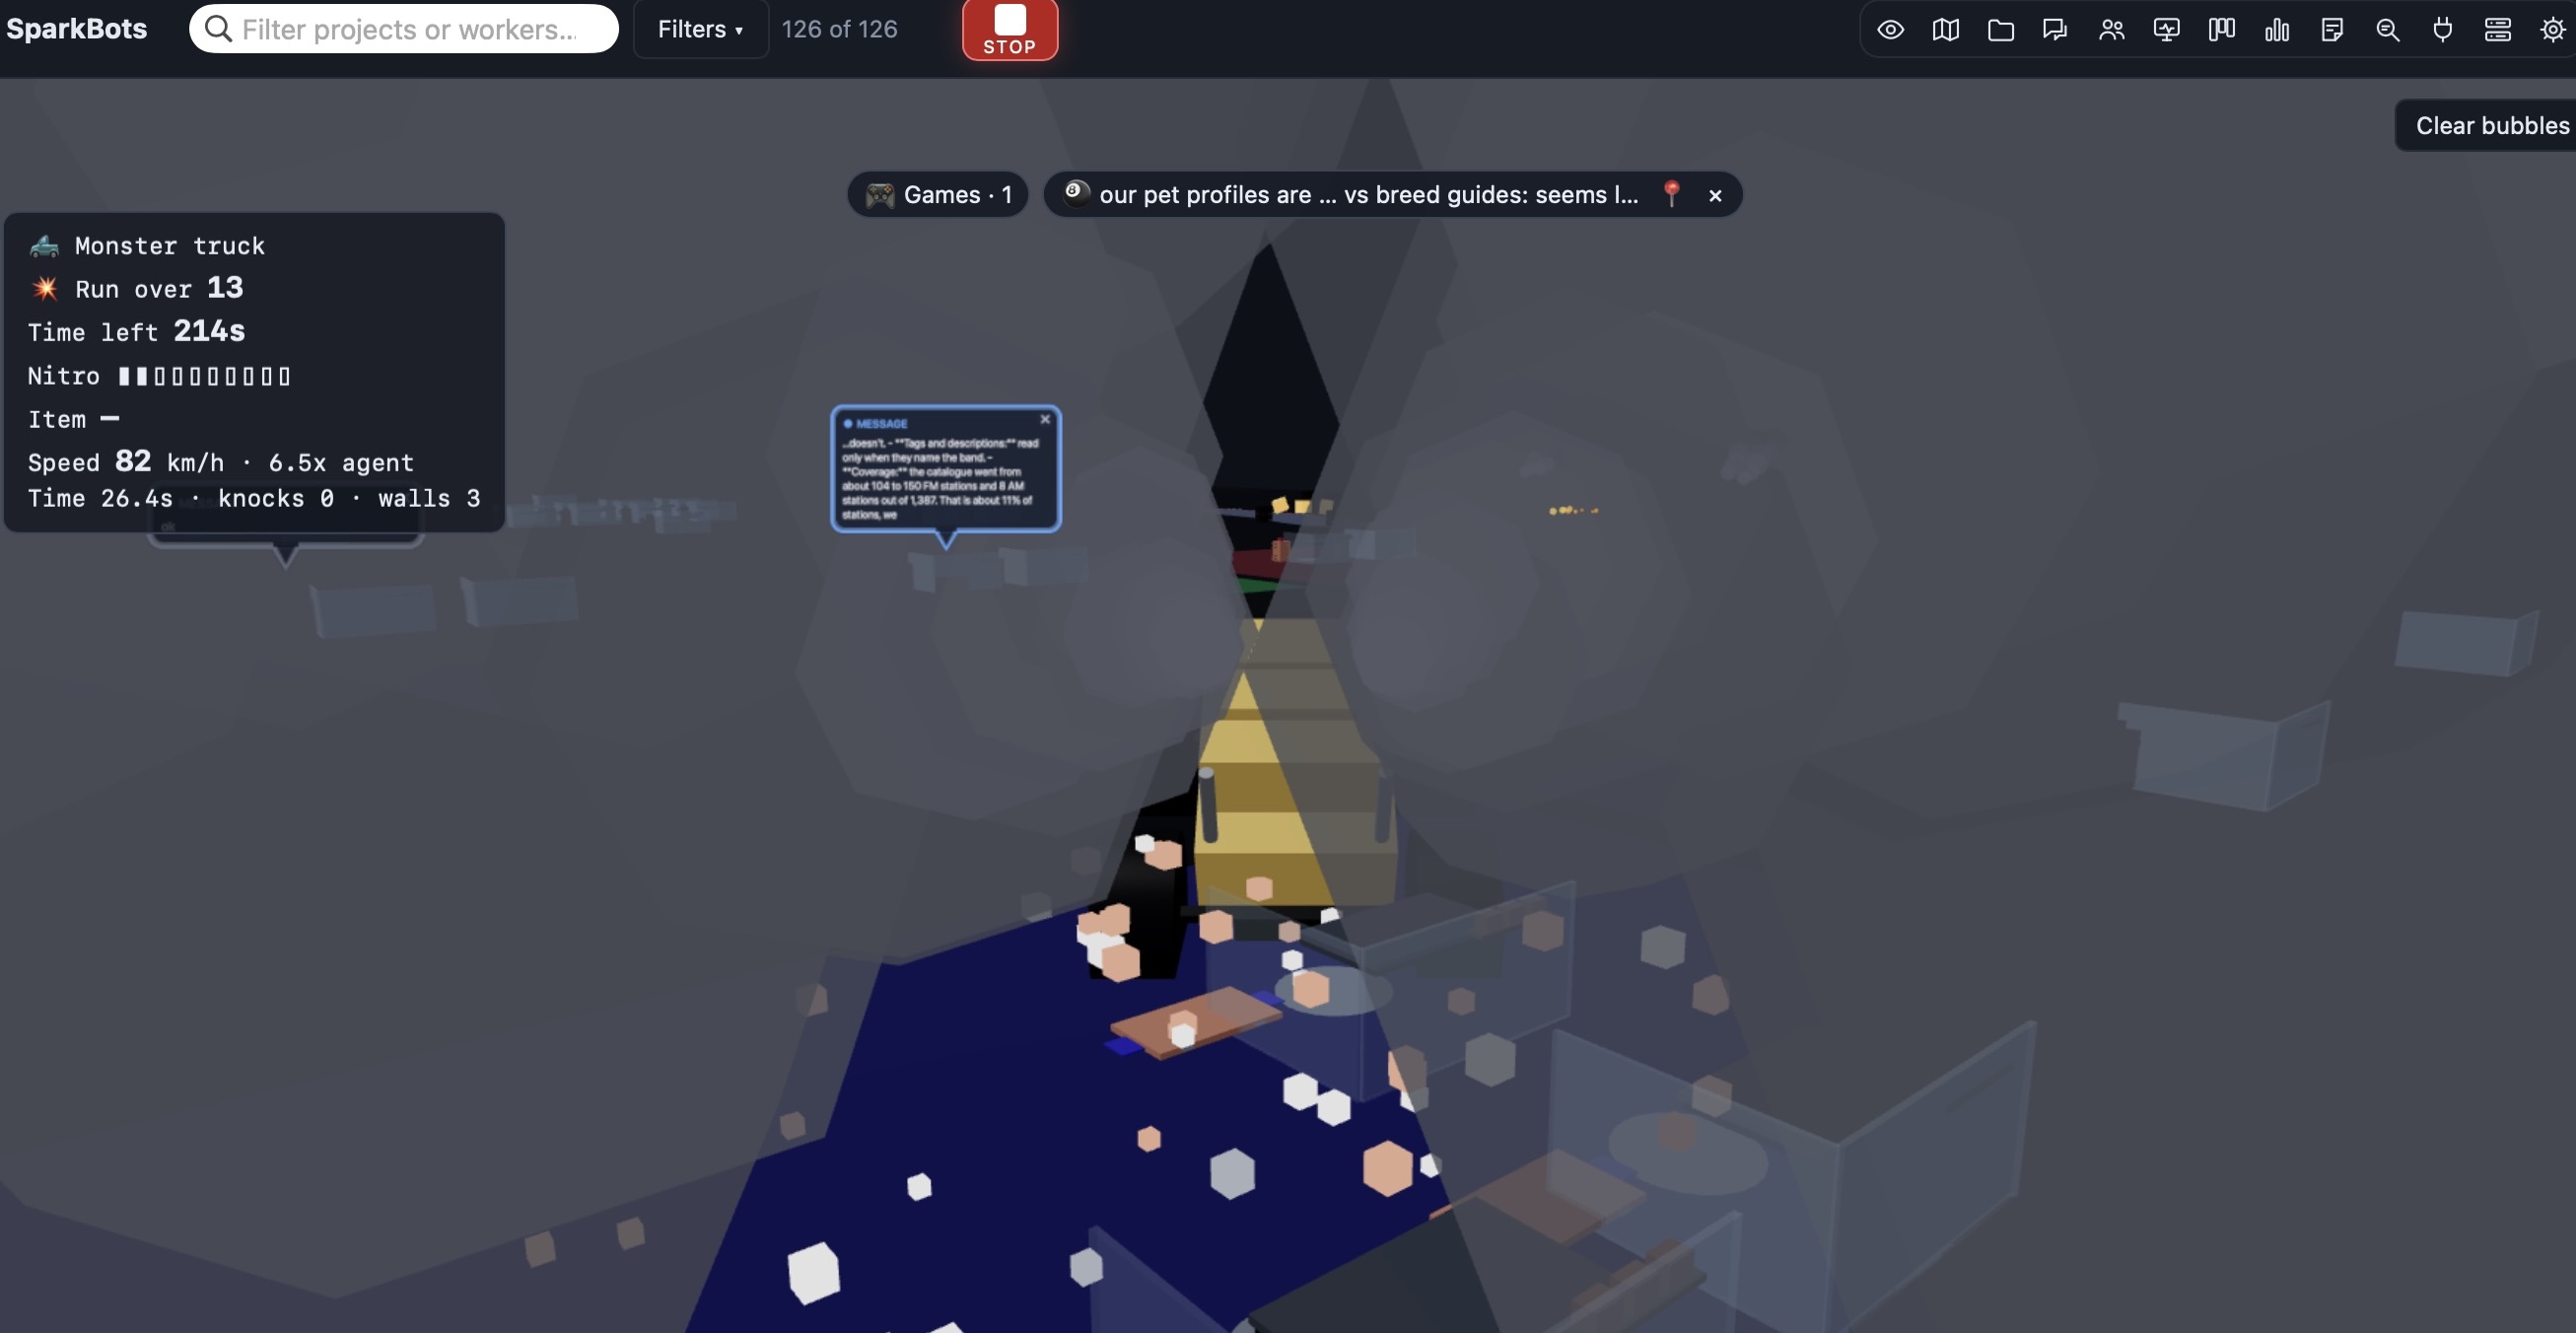 SparkBots
Filter projects or workers...
Filters ▾
126 of 126
STOP
Clear bubbles
Games · 1
our pet profiles are ... vs breed guides: seems l...
Monster truck
Run over 13
Time left 214s
Nitro
Item —
Speed 82 km/h · 6.5x agent
Time 26.4s · knocks 0 · walls 3
ok
MESSAGE
...doesn't. - **Tags and descriptions:** read
only when they name the band. -
**Coverage:** the catalogue went from
about 104 to 150 FM stations and 8 AM
stations out of 1,387. That is about 11% of
stations, we